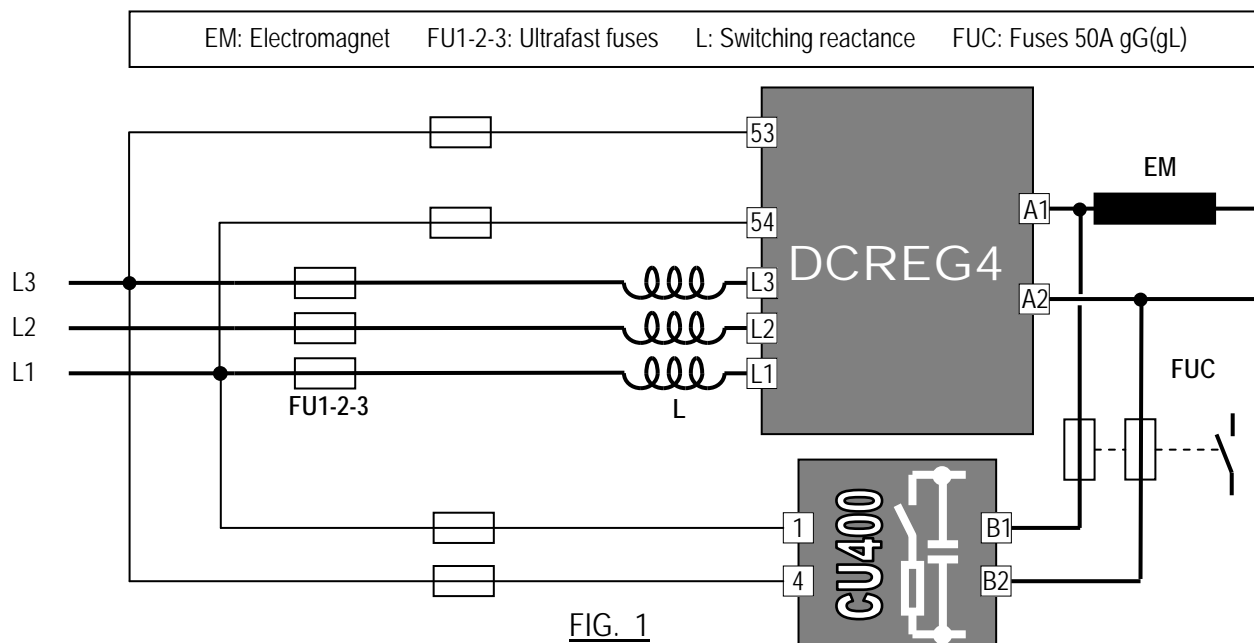 EM: Electromagnet FU1-2-3: Ultrafast fuses L: Switching reactance FUC: Fuses 50A gG(gL)
53
EM
54
A1
DCREG4
L3
L3
A2
L2
L2
L1
L1
FUC
FU1-2-3
L
CU400
1
B1
4
B2
FIG. 1